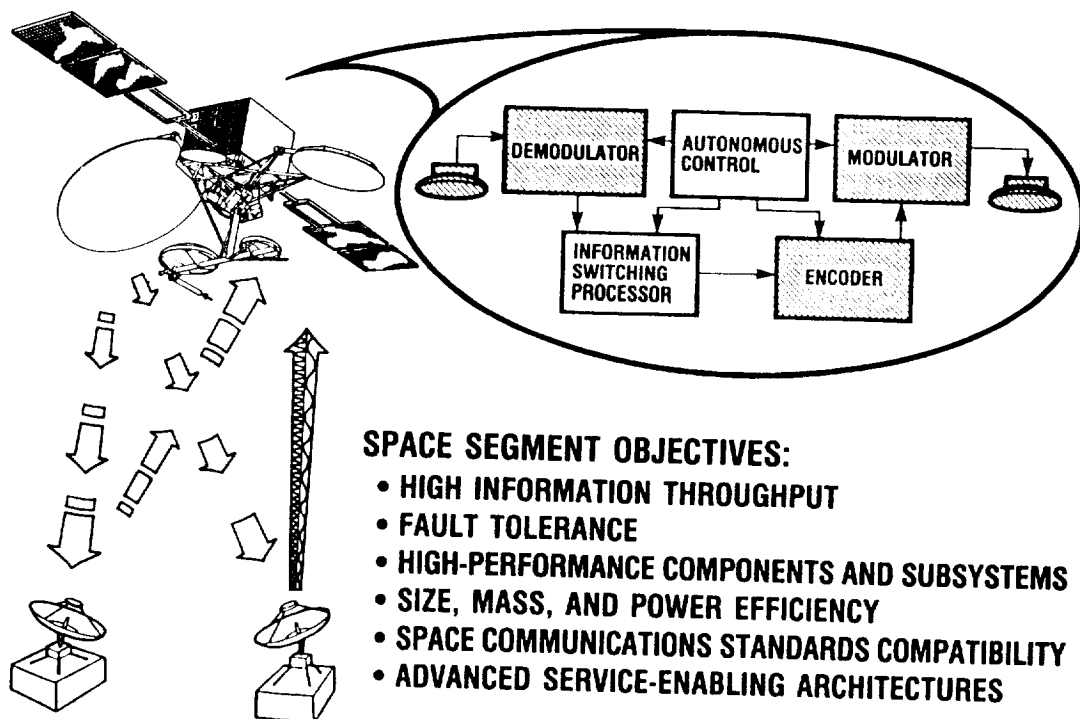 DEMODULATOR
AUTONOMOUS
CONTROL
MODULATOR
INFORMATION
SWITCHING
PROCESSOR
ENCODER
SPACE SEGMENT OBJECTIVES:
• HIGH INFORMATION THROUGHPUT
• FAULT TOLERANCE
• HIGH-PERFORMANCE COMPONENTS AND SUBSYSTEMS
• SIZE, MASS, AND POWER EFFICIENCY
• SPACE COMMUNICATIONS STANDARDS COMPATIBILITY
• ADVANCED SERVICE-ENABLING ARCHITECTURES